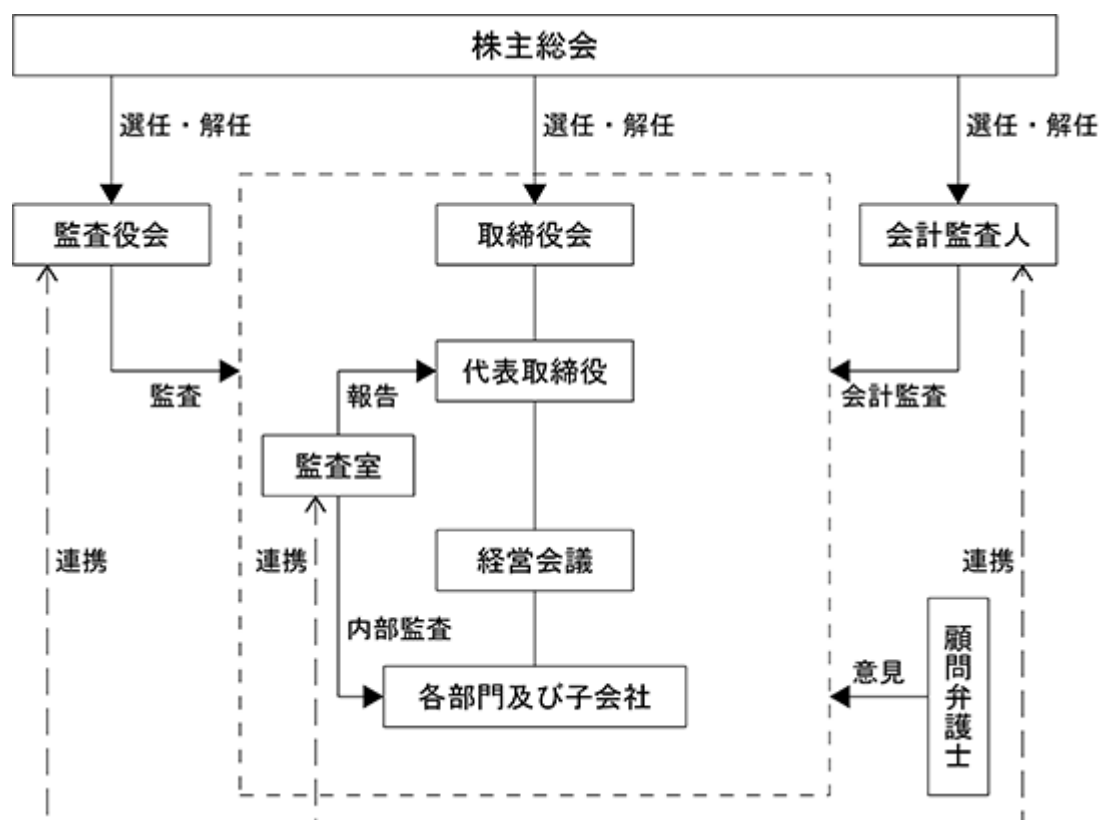 株主総会
選任・解任
選任・解任
選任・解任
監査役会
取締役会
会計監査人
代表取締役
監査
報告
会計監査
監査室
連携
連携
経営会議
連携
内部監査
各部門及び子会社
意見
顧問弁護士